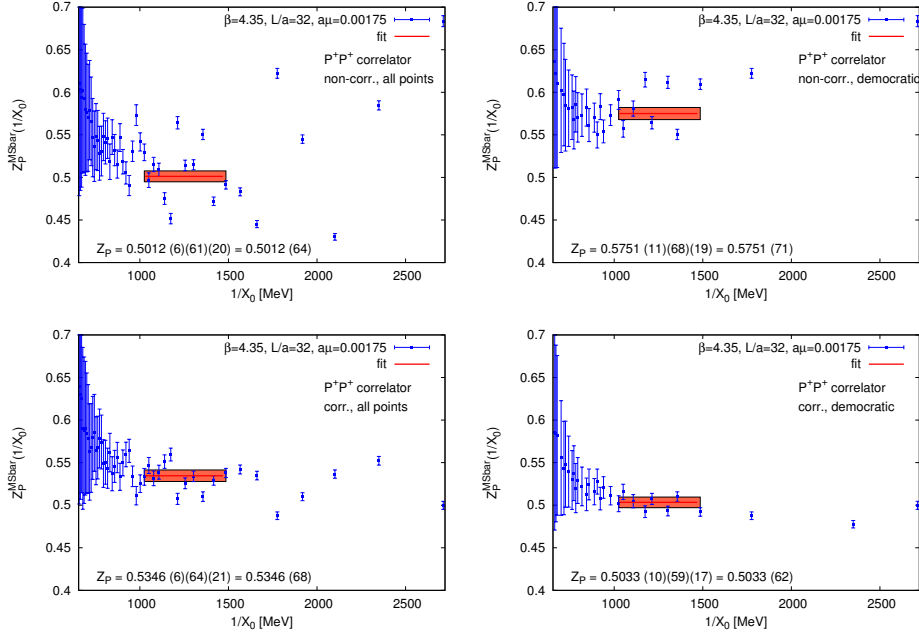 0.7
0.65
0.6
0.55
0.5
0.45
0.4
Z_P^MSbar(1/X_0)
β=4.35, L/a=32, aμ=0.00175
fit
P^+P^+ correlator
non-corr., all points
Z_P = 0.5012 (6)(61)(20) = 0.5012 (64)
1000 1500 2000 2500
1/X_0 [MeV]
0.7
0.65
0.6
0.55
0.5
0.45
0.4
Z_P^MSbar(1/X_0)
β=4.35, L/a=32, aμ=0.00175
fit
P^+P^+ correlator
non-corr., democratic
Z_P = 0.5751 (11)(68)(19) = 0.5751 (71)
1000 1500 2000 2500
1/X_0 [MeV]
0.7
0.65
0.6
0.55
0.5
0.45
0.4
Z_P^MSbar(1/X_0)
β=4.35, L/a=32, aμ=0.00175
fit
P^+P^+ correlator
corr., all points
Z_P = 0.5346 (6)(64)(21) = 0.5346 (68)
1000 1500 2000 2500
1/X_0 [MeV]
0.7
0.65
0.6
0.55
0.5
0.45
0.4
Z_P^MSbar(1/X_0)
β=4.35, L/a=32, aμ=0.00175
fit
P^+P^+ correlator
corr., democratic
Z_P = 0.5033 (10)(59)(17) = 0.5033 (62)
1000 1500 2000 2500
1/X_0 [MeV]